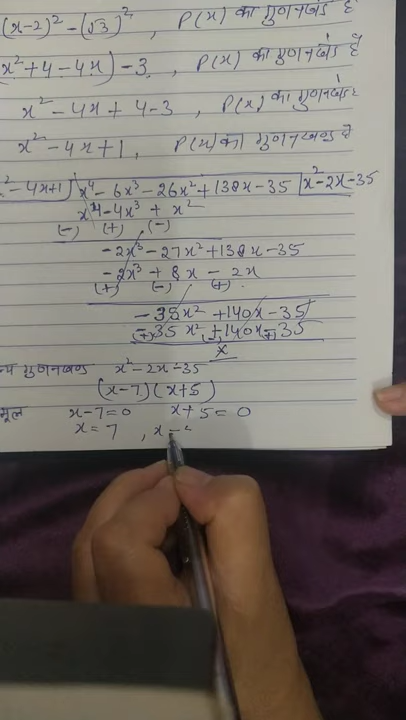 (x-2)² - (√3)², P(x) का गुणनखंड है
x² + 4 - 4x) - 3, P(x) का गुणनखंड है
x² - 4x + 4 - 3, P(x) का गुणनखंड है
x² - 4x + 1, P(x) का गुणनखण्ड है
x² - 4x + 1) x⁴ - 6x³ - 26x² + 138x - 35 | x² - 2x - 35
x⁴ - 4x³ + x²
(-) (+) (-)
-2x³ - 27x² + 138x - 35
-2x³ + 8x - 2x
(+) (-) (+)
-35x² + 140x - 35
-35x² + 140x - 35
(+) (-) (+)
x
गुणनखण्ड x² - 2x - 35
(x-7)(x+5)
मूल x-7=0 x+5=0
x=7, x=-